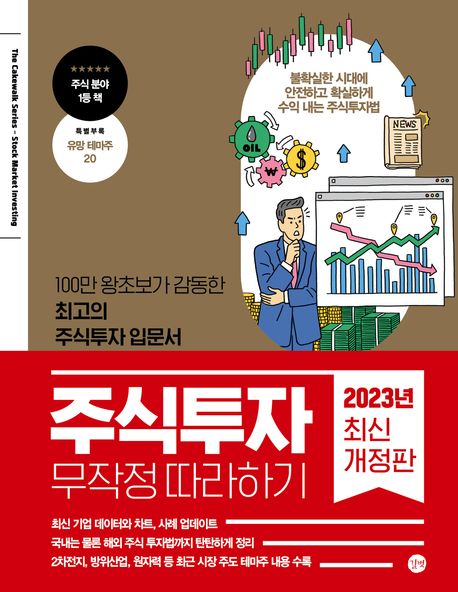 The Cakewalk Series – Stock Market Investing
★★★★★
주식 분야
1등 책
특별부록
유망 테마주
20
불확실한 시대에
안전하고 확실하게
수익 내는 주식투자법
NEWS
OIL
$
₩
100만 왕초보가 감동한
최고의
주식투자 입문서
주식투자
무작정 따라하기
2023년
최신
개정판
최신 기업 데이터와 차트, 사례 업데이트
국내는 물론 해외 주식 투자법까지 탄탄하게 정리
2차전지, 방위산업, 원자력 등 최근 시장 주도 테마주 내용 수록
길벗